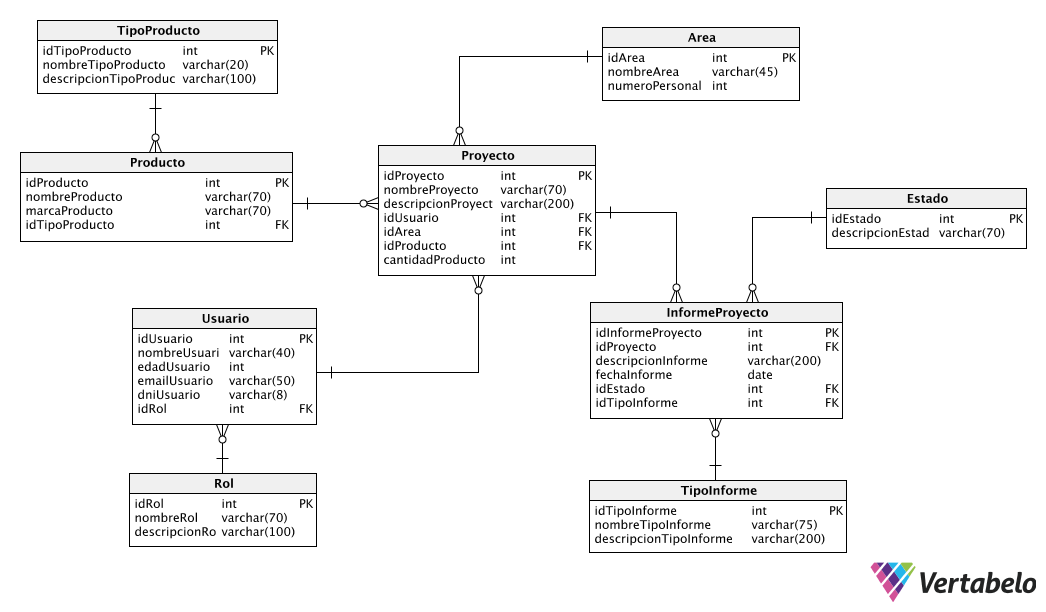 TipoProducto
idTipoProducto int PK
nombreTipoProducto varchar(20)
descripcionTipoProduc varchar(100)
Area
idArea int PK
nombreArea varchar(45)
numeroPersonal int
Producto
idProducto int PK
nombreProducto varchar(70)
marcaProducto varchar(70)
idTipoProducto int FK
Proyecto
idProyecto int PK
nombreProyecto varchar(70)
descripcionProyect varchar(200)
idUsuario int FK
idArea int FK
idProducto int FK
cantidadProducto int
Estado
idEstado int PK
descripcionEstad varchar(70)
Usuario
idUsuario int PK
nombreUsuari varchar(40)
edadUsuario int
emailUsuario varchar(50)
dniUsuario varchar(8)
idRol int FK
InformeProyecto
idInformeProyecto int PK
idProyecto int FK
descripcionInforme varchar(200)
fechaInforme date
idEstado int FK
idTipoInforme int FK
Rol
idRol int PK
nombreRol varchar(70)
descripcionRo varchar(100)
TipoInforme
idTipoInforme int PK
nombreTipoInforme varchar(75)
descripcionTipoInforme varchar(200)
Vertabelo